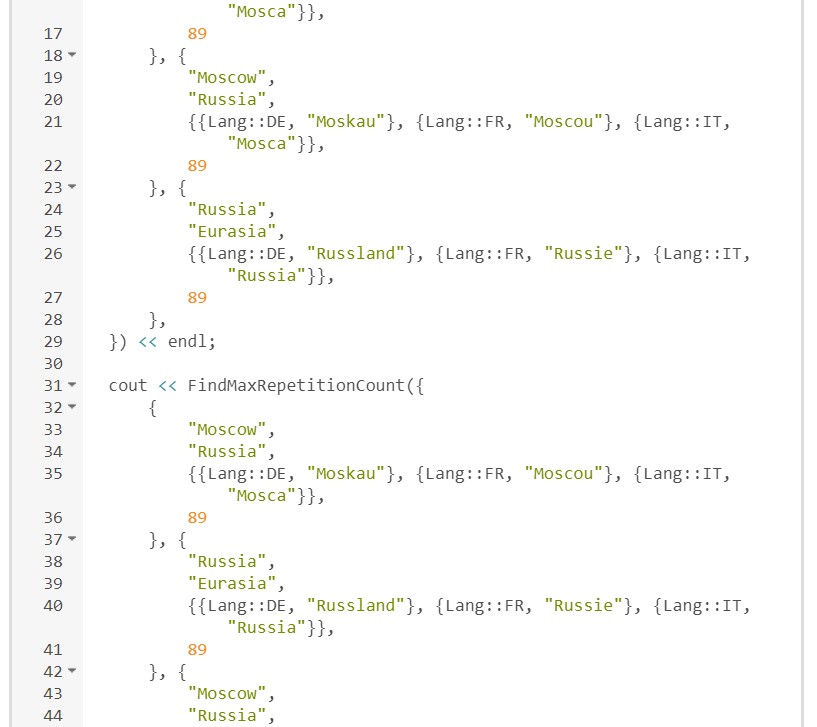 "Mosca"}},
17 89
18 }, {
19 "Moscow",
20 "Russia",
21 {{Lang::DE, "Moskau"}, {Lang::FR, "Moscou"}, {Lang::IT,
"Mosca"}},
22 89
23 }, {
24 "Russia",
25 "Eurasia",
26 {{Lang::DE, "Russland"}, {Lang::FR, "Russie"}, {Lang::IT,
"Russia"}},
27 89
28 },
29 }) << endl;
30
31 cout << FindMaxRepetitionCount({
32 {
33 "Moscow",
34 "Russia",
35 {{Lang::DE, "Moskau"}, {Lang::FR, "Moscou"}, {Lang::IT,
"Mosca"}},
36 89
37 }, {
38 "Russia",
39 "Eurasia",
40 {{Lang::DE, "Russland"}, {Lang::FR, "Russie"}, {Lang::IT,
"Russia"}},
41 89
42 }, {
43 "Moscow",
44 "Russia",